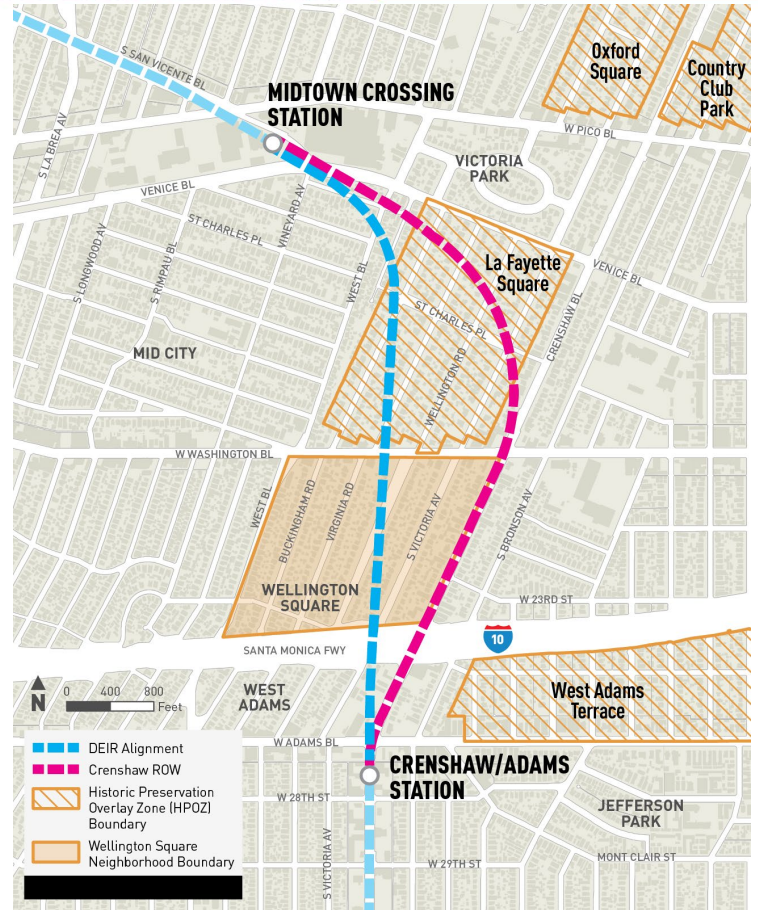 S SAN VICENTE BL
Oxford
Square
Country
Club
Park
MIDTOWN CROSSING
STATION
W PICO BL
S LA BREA AV
VICTORIA
PARK
VENICE BL
VINEYARD AV
ST CHARLES PL
S LONGWOOD AV
S RIMPAU BL
WEST BL
La Fayette
Square
VENICE BL
ST CHARLES PL
CRENSHAW BL
MID CITY
WELLINGTON RD
W WASHINGTON BL
WEST BL
BUCKINGHAM RD
VIRGINIA RD
S VICTORIA AV
S BRONSON AV
WELLINGTON
SQUARE
W 23RD ST
10
SANTA MONICA FWY
N
0 400 800
Feet
WEST
ADAMS
West Adams
Terrace
W ADAMS BL
CRENSHAW/ADAMS
STATION
W 28TH ST
JEFFERSON
PARK
S VICTORIA AV
W 29TH ST
MONT CLAIR ST
DEIR Alignment
Crenshaw ROW
Historic Preservation
Overlay Zone (HPOZ)
Boundary
Wellington Square
Neighborhood Boundary